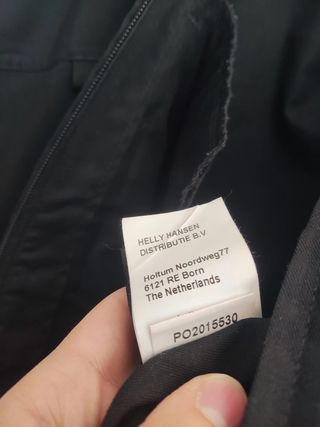 HELLY HANSEN
DISTRIBUTIE B.V
Holtum Noordweg77
6121 RE Born
The Netherlands
PO2015530